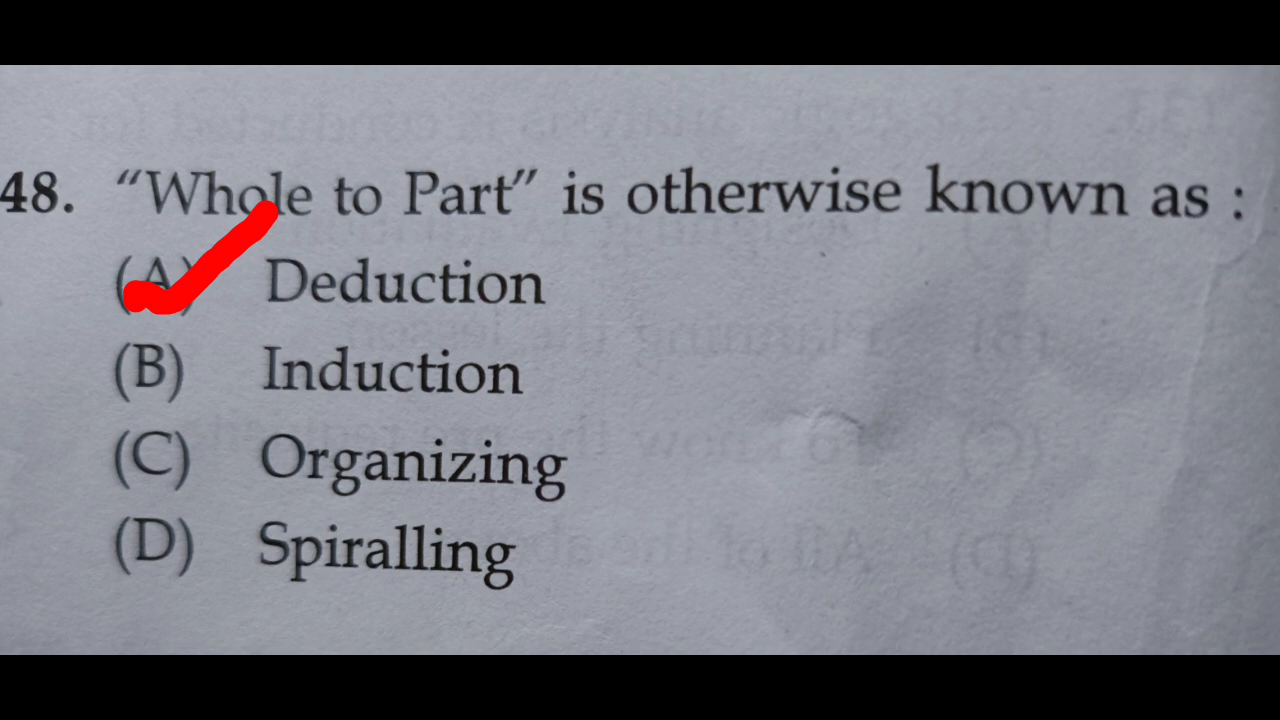 48. “Whole to Part” is otherwise known as :
(A) Deduction
(B) Induction
(C) Organizing
(D) Spiralling